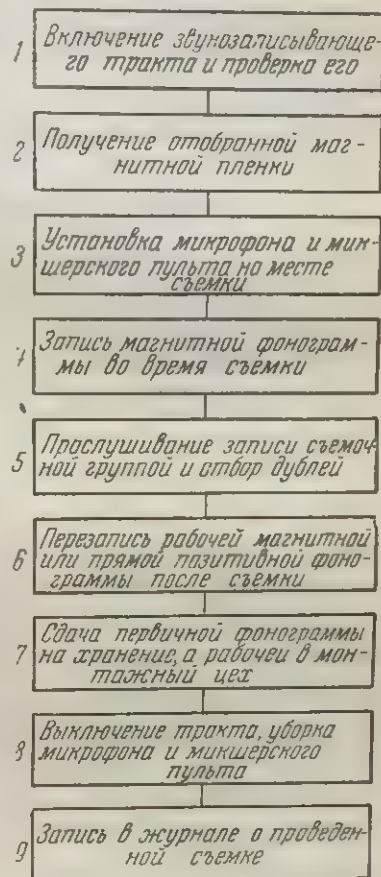 1
Включение звукозаписывающе-
го тракта и проверка его
2
Получение отобранной маг-
нитной пленки
3
Установка микрофона и мик-
шерского пульта на месте
съемки
4
Запись магнитной фонограм-
мы во время съемки
5
Прослушивание записи съемоч-
ной группой и отбор дублей
6
Перезапись рабочей магнитной
или прямой позитивной фоно-
граммы после съемки
7
Сдача первичной фонограммы
на хранение, а рабочей в мон-
тажный цех
8
Выключение тракта, уборка
микрофона и микшерского
пульта
9
Запись в журнале о проведен-
ной съемке